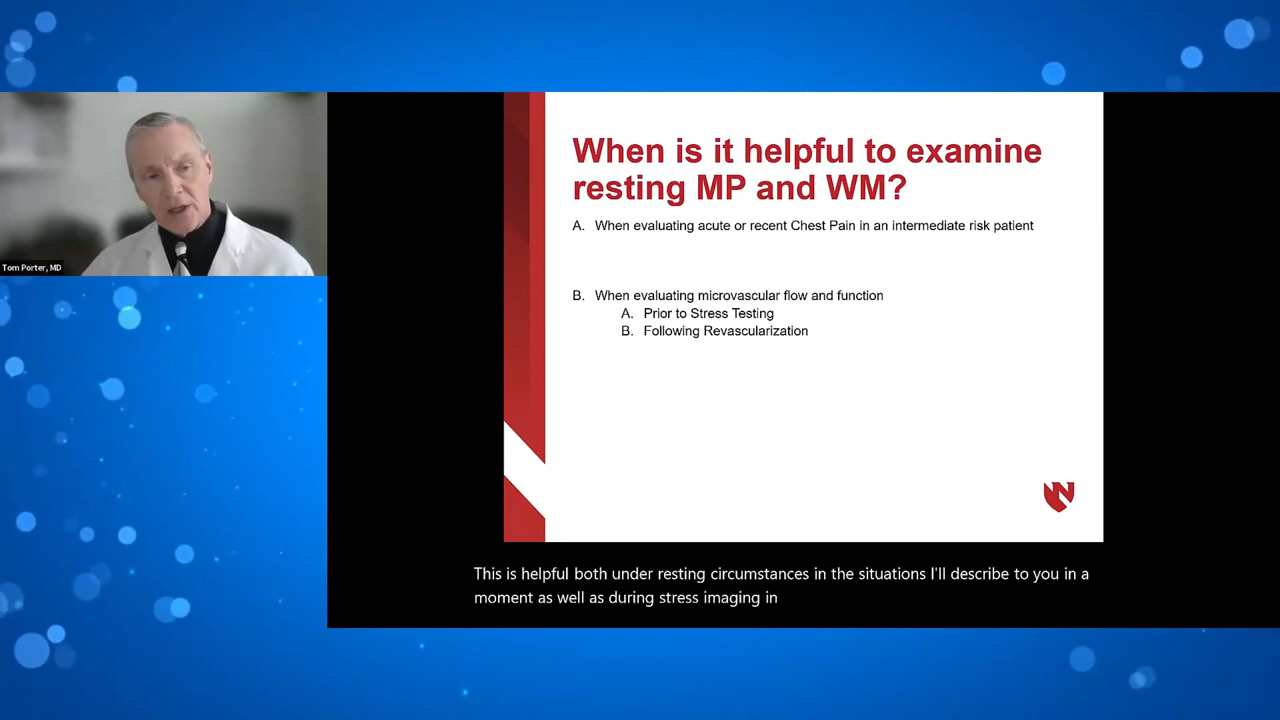 Tom Porter, MD
When is it helpful to examine
resting MP and WM?
A. When evaluating acute or recent Chest Pain in an intermediate risk patient
B. When evaluating microvascular flow and function
A. Prior to Stress Testing
B. Following Revascularization
This is helpful both under resting circumstances in the situations I'll describe to you in a
moment as well as during stress imaging in